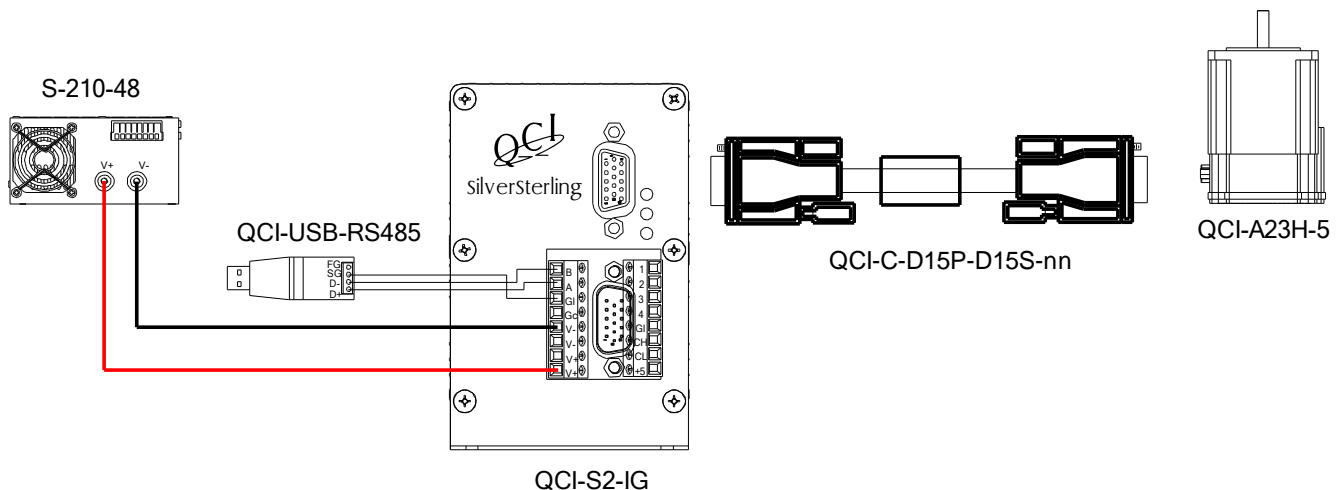 S-210-48
V+ V-
QCI-USB-RS485
FG
SG
D-
D+
QCI
SilverSterling
B
A
GI
Gc
V-
V-
V+
V+
1
2
3
4
GI
CH
CL
+5
QCI-S2-IG
QCI-C-D15P-D15S-nn
QCI-A23H-5